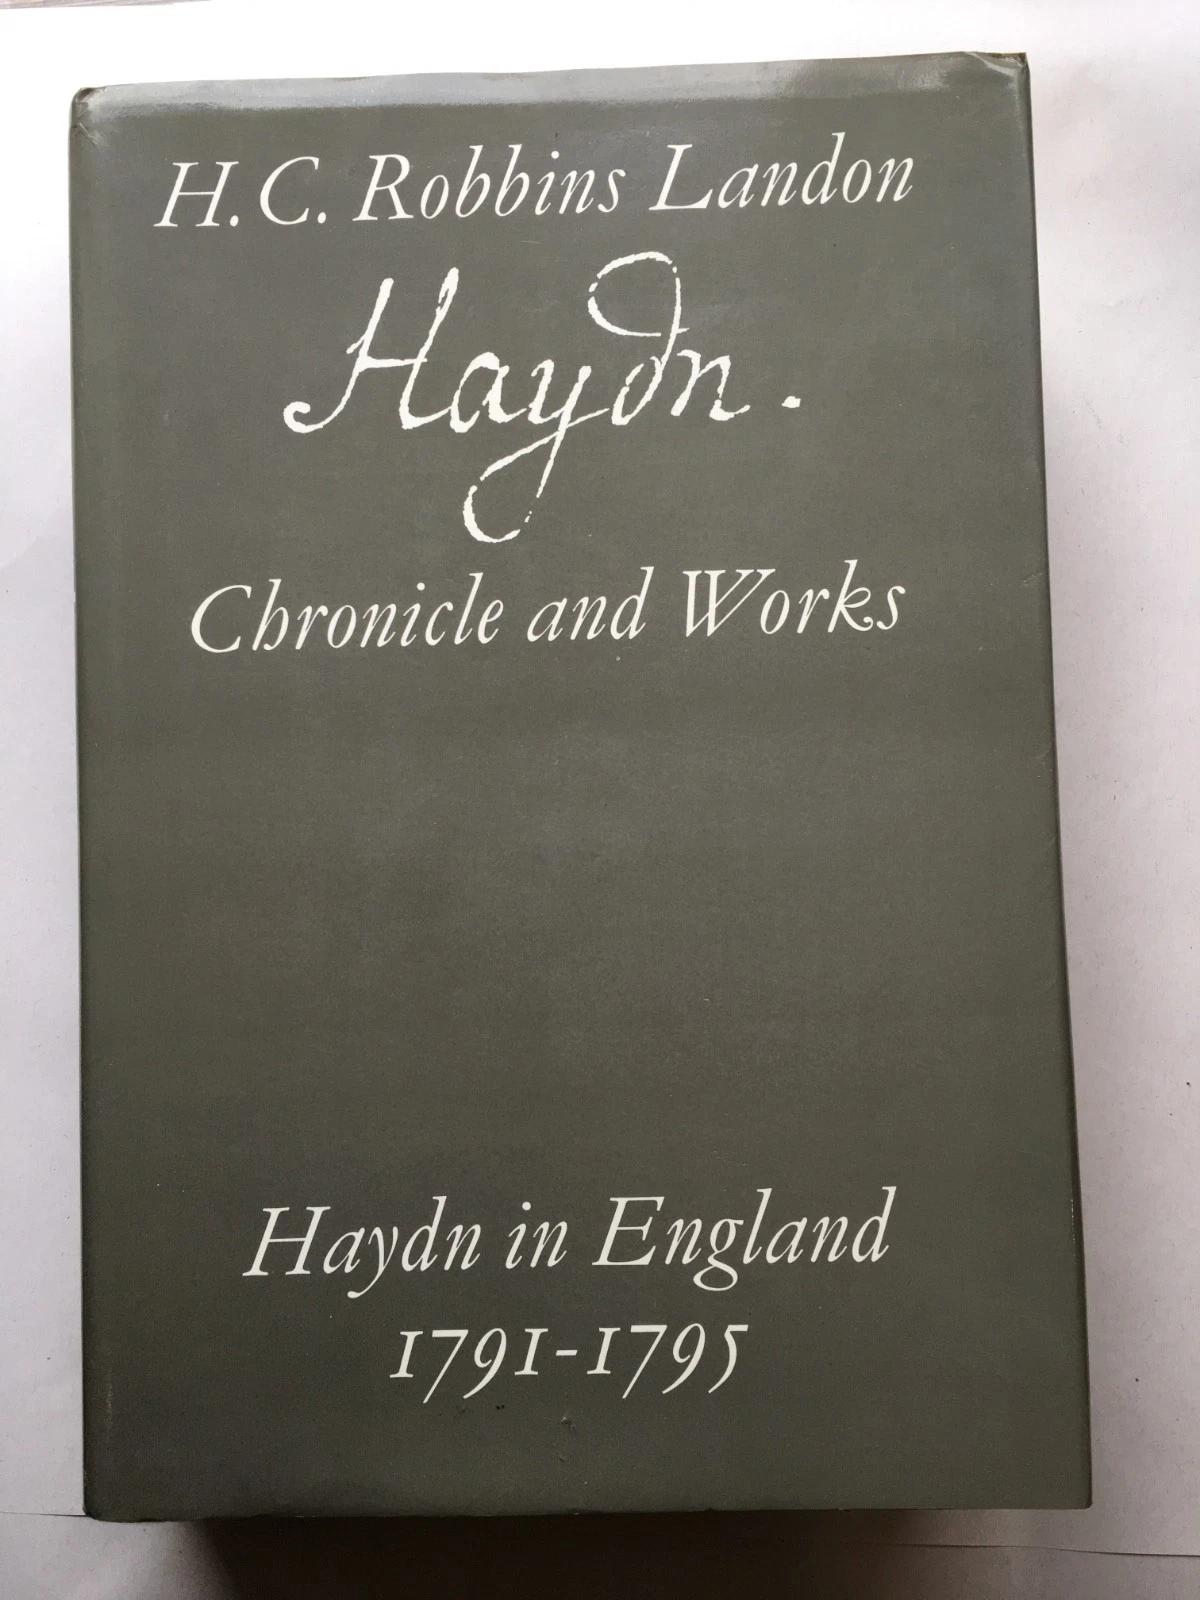 H. C. Robbins Landon
Haydn.
Chronicle and Works
Haydn in England
1791-1795